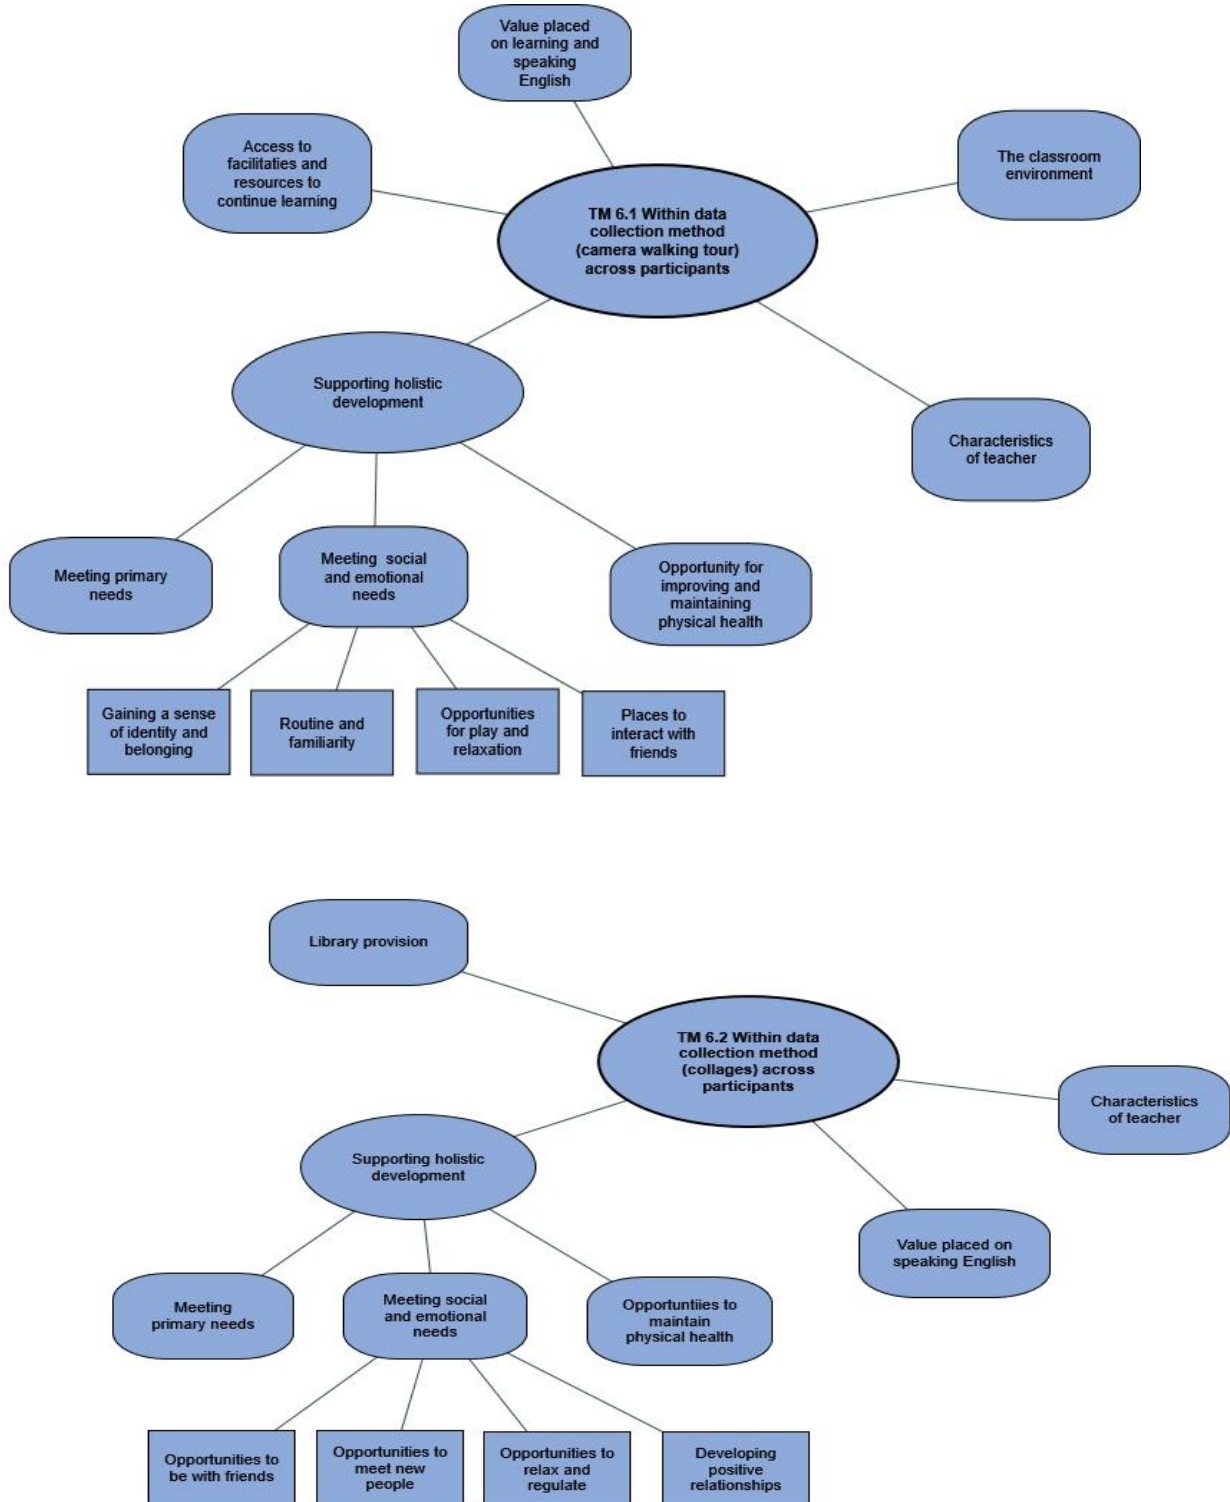 Value placed
on learning and
speaking
English
Access to
facilitaties and
resources to
continue learning
The classroom
environment
TM 6.1 Within data
collection method
(camera walking tour)
across participants
Supporting holistic
development
Characteristics
of teacher
Meeting primary
needs
Meeting social
and emotional
needs
Opportunity for
improving and
maintaining
physical health
Gaining a sense
of identity and
belonging
Routine and
familiarity
Opportunities
for play and
relaxation
Places to
interact with
friends
Library provision
TM 6.2 Within data
collection method
(collages) across
participants
Characteristics
of teacher
Supporting holistic
development
Value placed on
speaking English
Meeting
primary needs
Meeting social
and emotional
needs
Opportuntiies to
maintain
physical health
Opportunities to
be with friends
Opportunities to
meet new
people
Opportunities to
relax and
regulate
Developing
positive
relationships